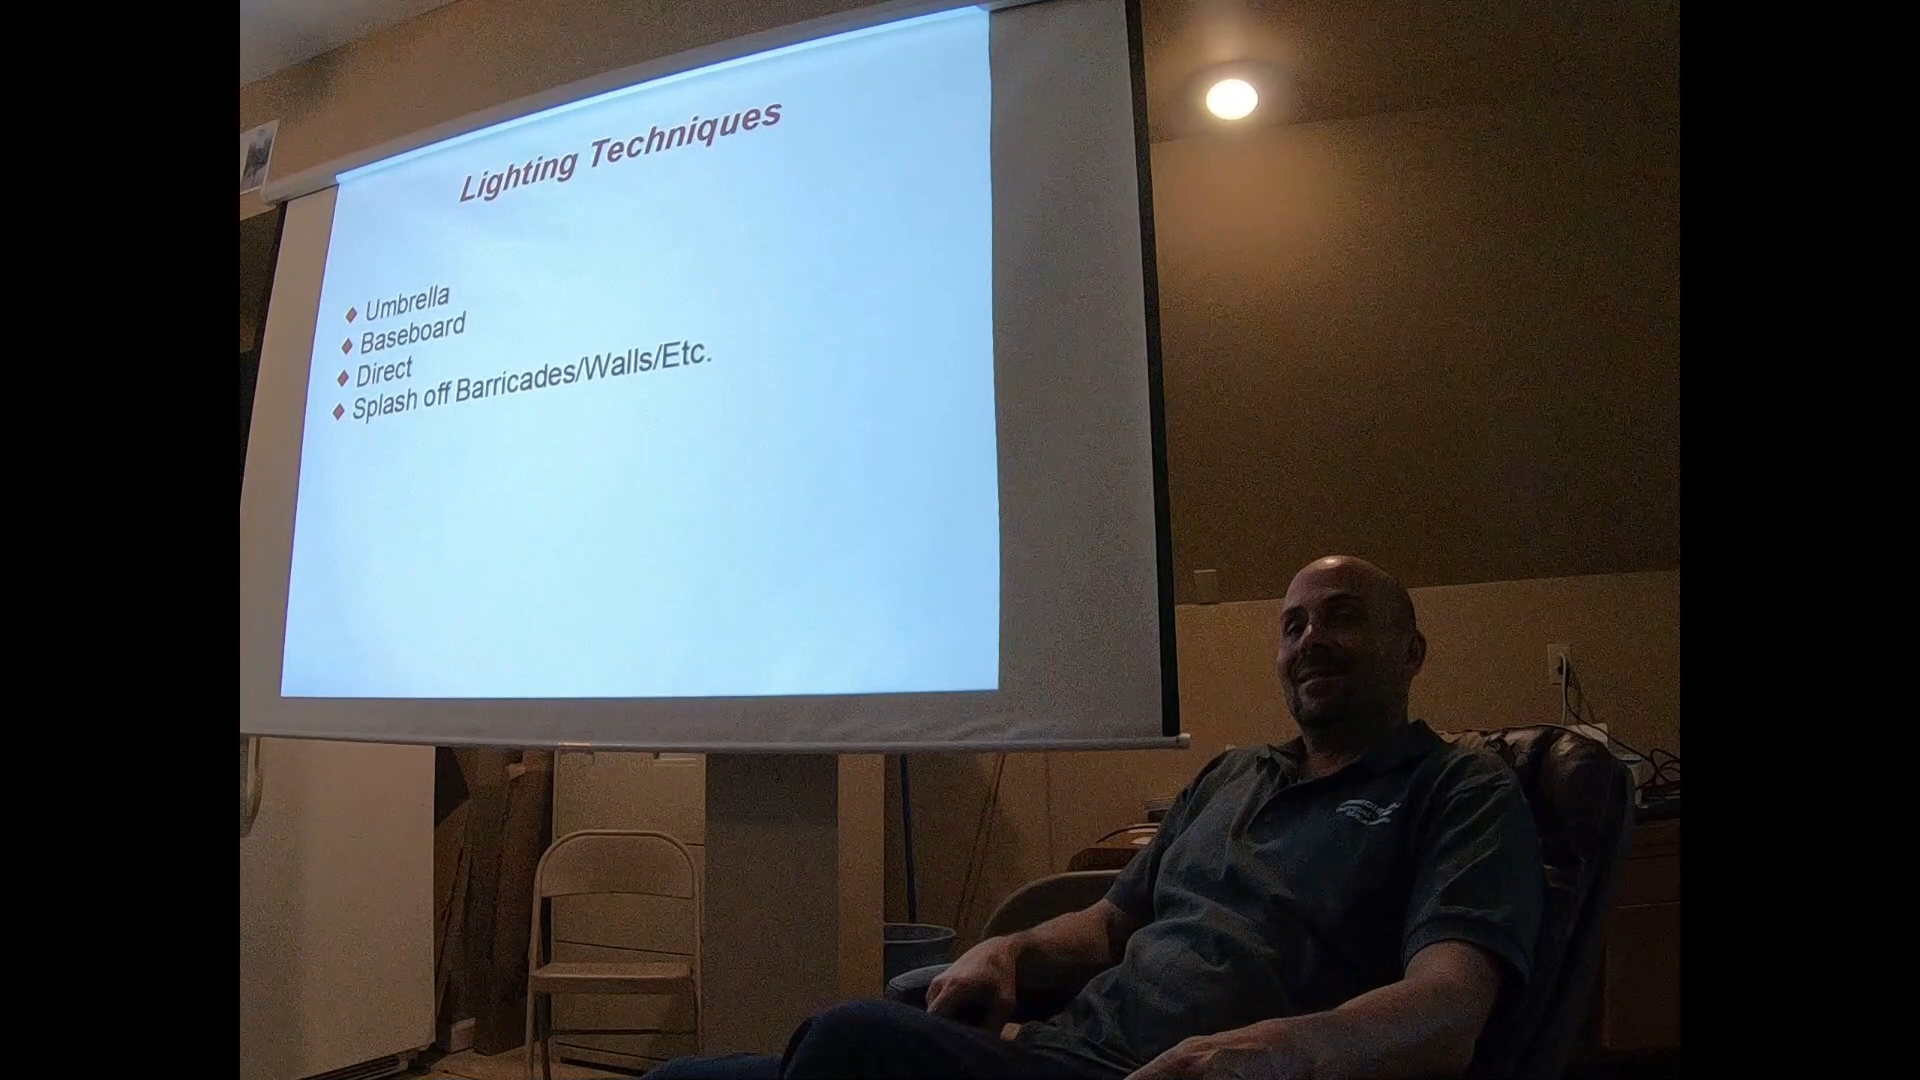 Lighting Techniques
Umbrella
Baseboard
Direct
Splash off Barricades/Walls/Etc.